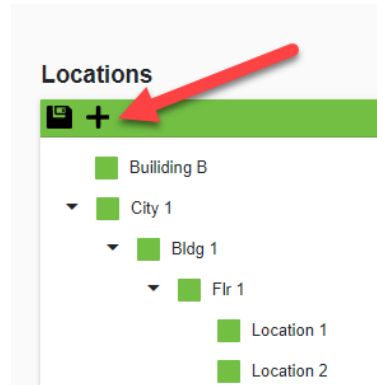 Locations
Builiding B
City 1
Bldg 1
Flr 1
Location 1
Location 2